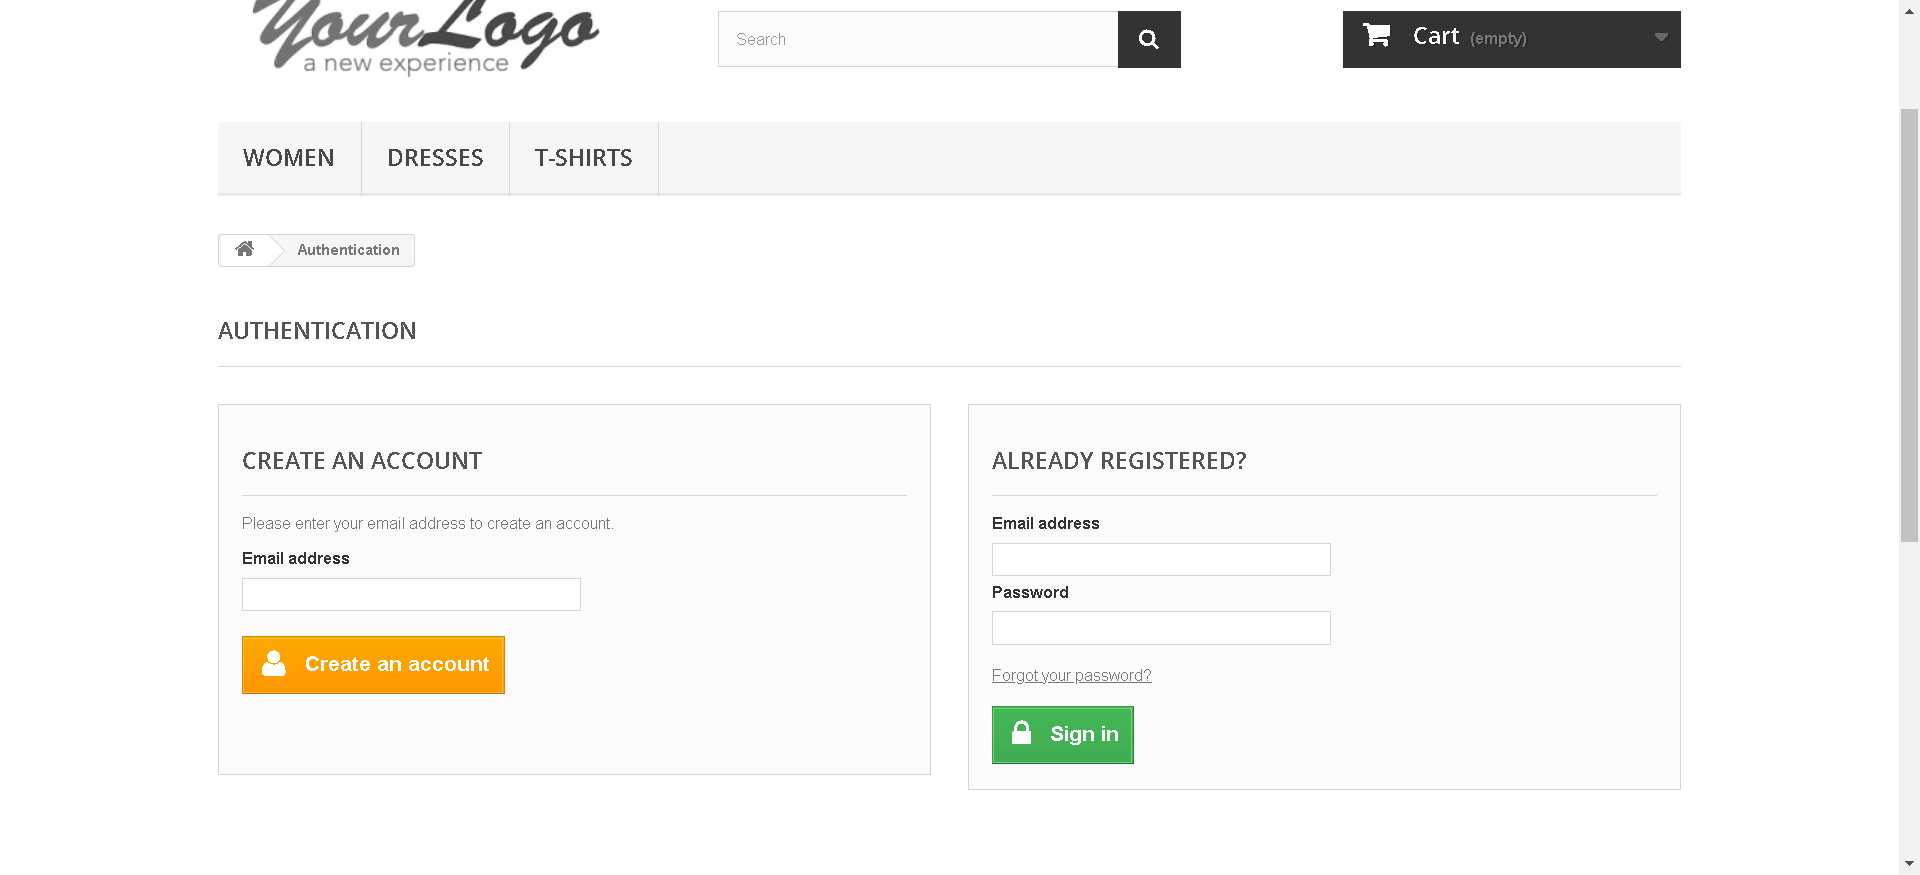 YourLogo
a new experience
Search
Cart (empty)
WOMEN DRESSES T-SHIRTS
Authentication
AUTHENTICATION
CREATE AN ACCOUNT
Please enter your email address to create an account.
Email address
Create an account
ALREADY REGISTERED?
Email address
Password
Forgot your password?
Sign in